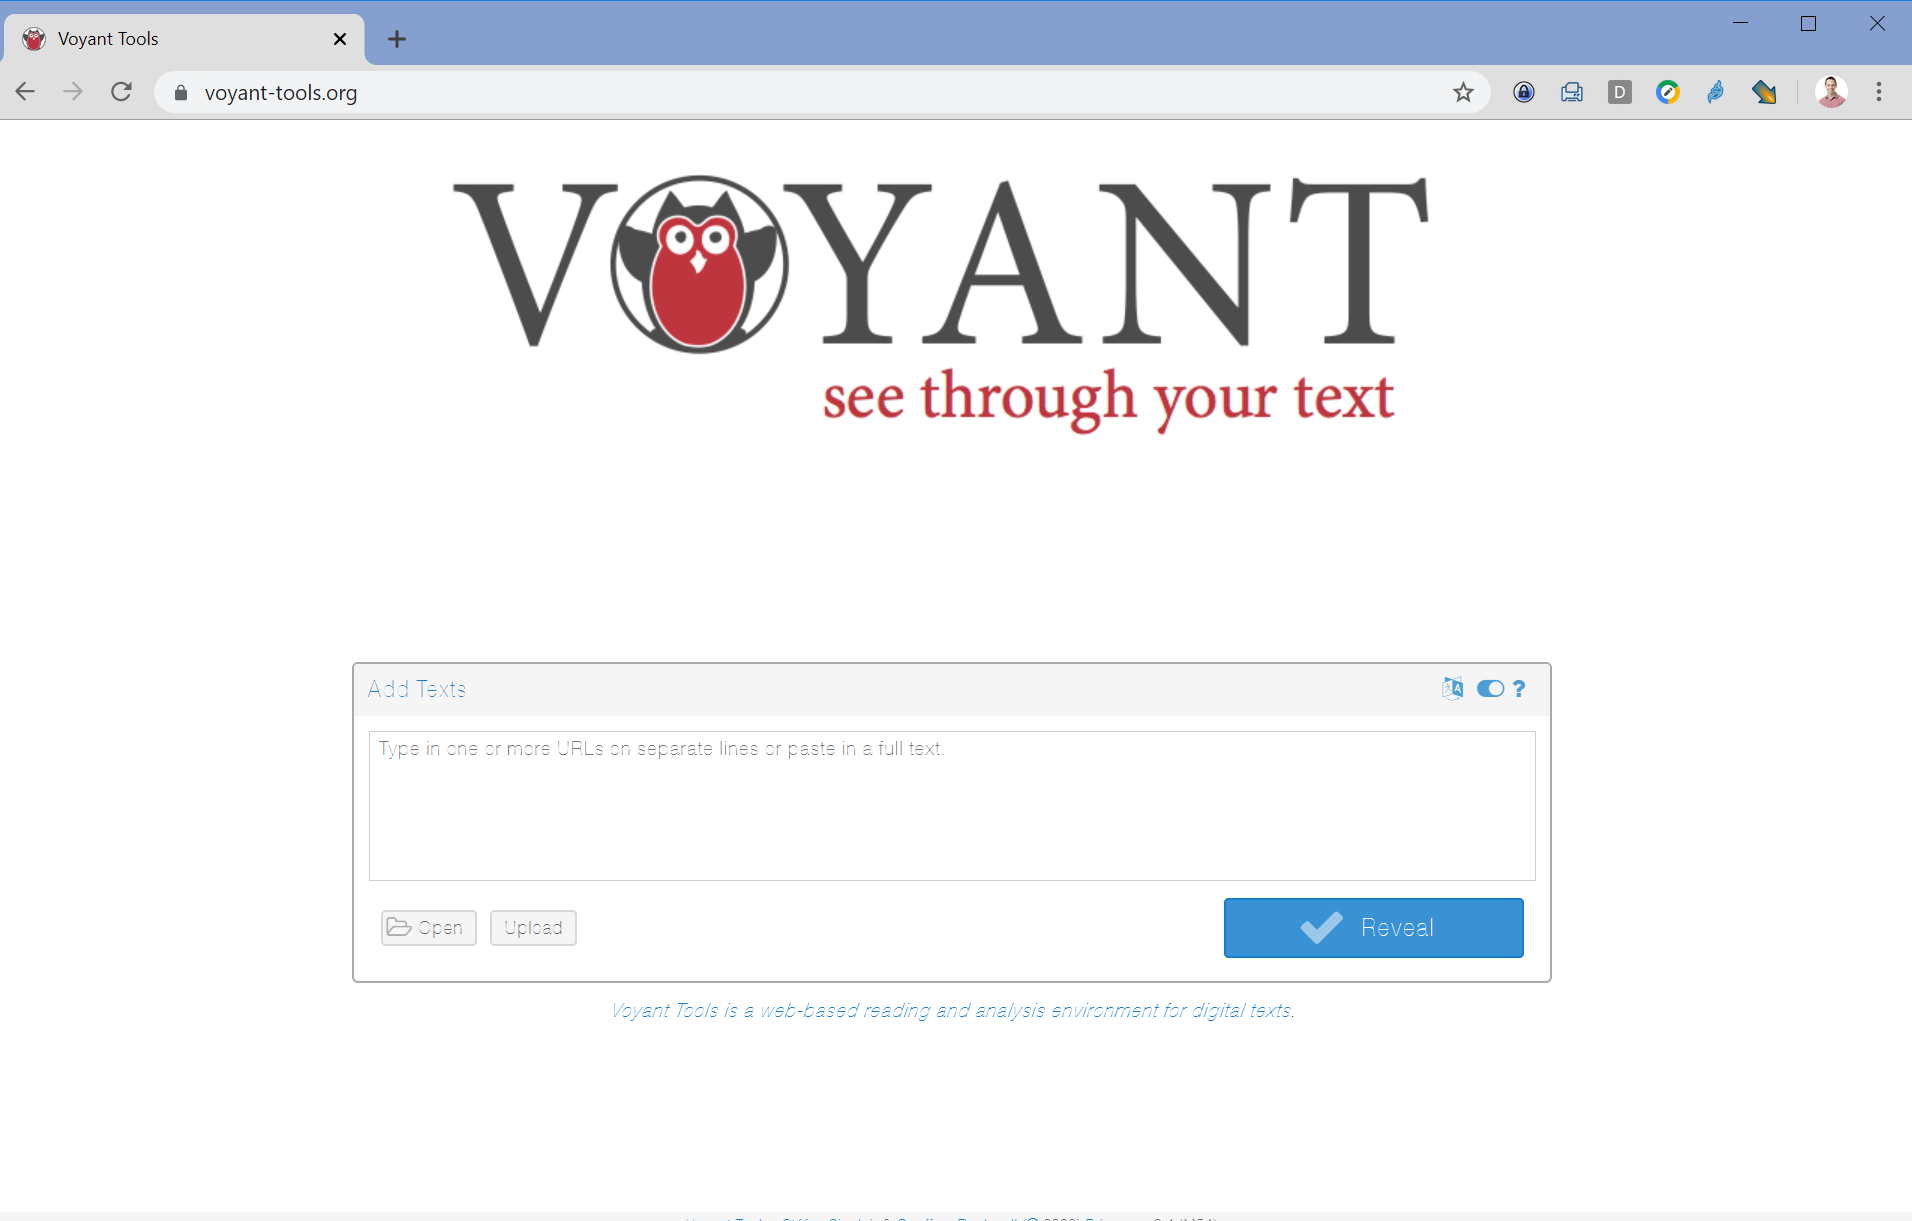 Voyant Tools
voyant-tools.org
D
VOYANT
see through your text
Add Texts
Type in one or more URLs on separate lines or paste in a full text.
Open
Upload
Reveal
Voyant Tools is a web-based reading and analysis environment for digital texts.